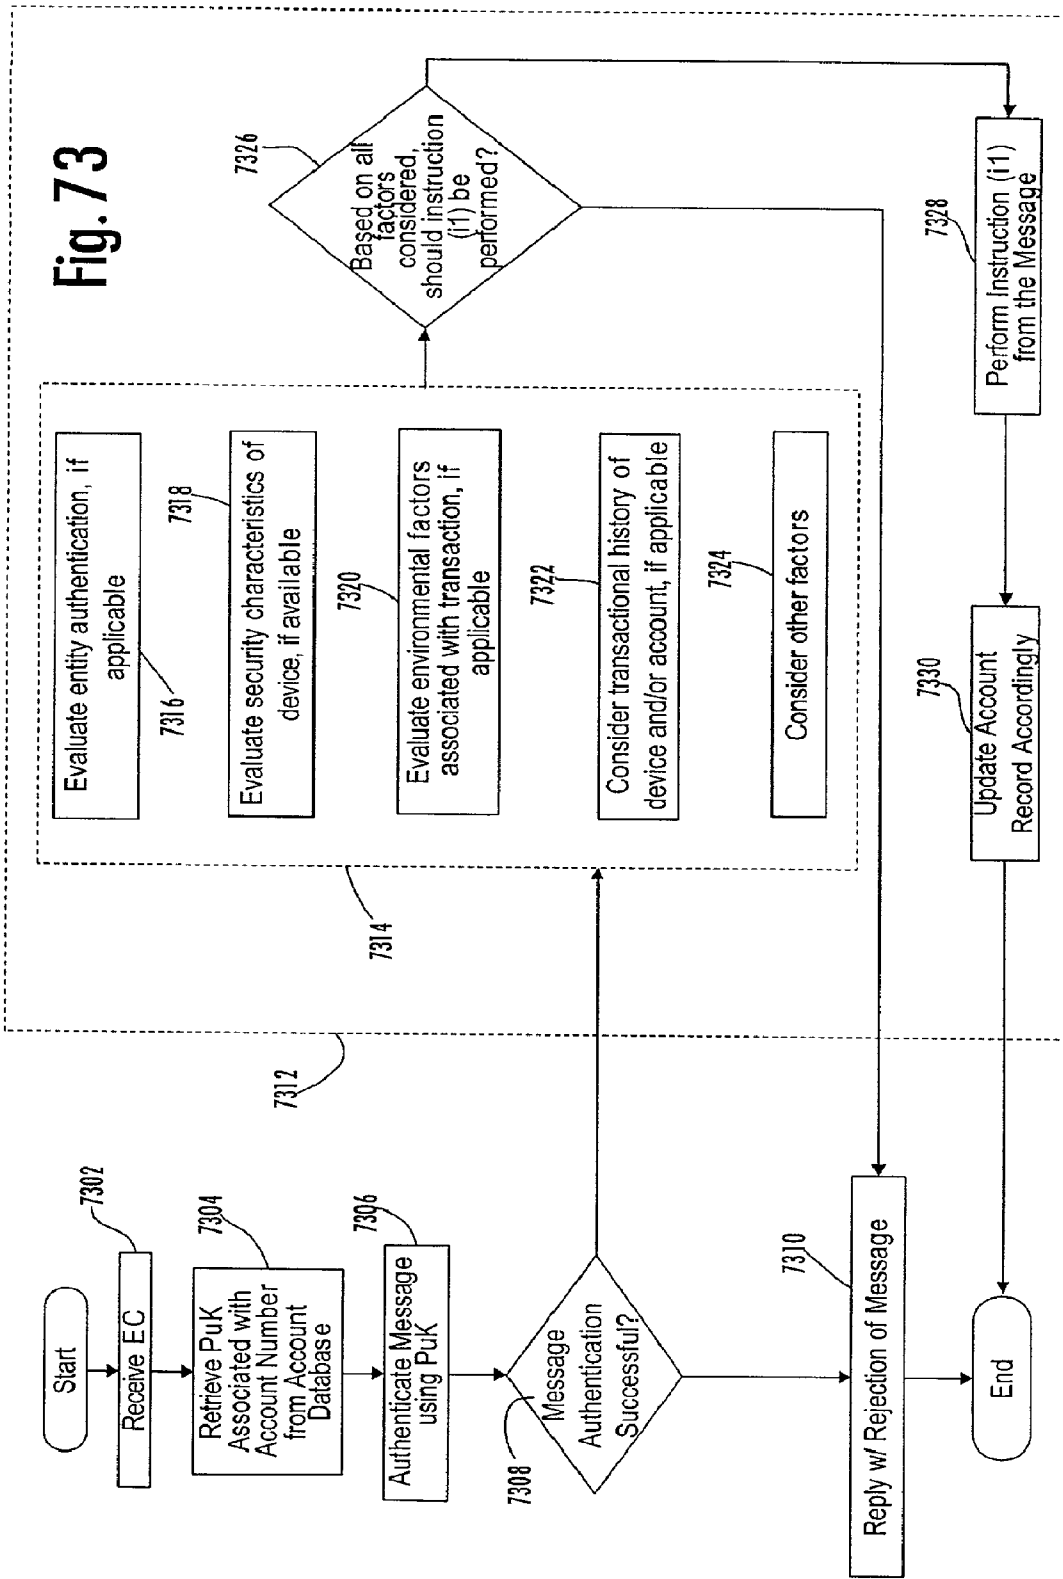 Fig. 73
Start
Receive EC
7302
Retrieve PuK
Associated with
Account Number
from Account
Database
7304
Authenticate Message
using PuK
7306
Message
Authentication
Successful?
7308
Reply w/ Rejection of Message
7310
End
7312
7314
Evaluate entity authentication, if
applicable
7316
Evaluate security characteristics of
device, if available
7318
Evaluate environmental factors
associated with transaction, if
applicable
7320
Consider transactional history of
device and/or account, if applicable
7322
Consider other factors
7324
Based on all
factors
considered,
should instruction
(i1) be
performed?
7326
Perform Instruction (i1)
from the Message
7328
Update Account
Record Accordingly
7330